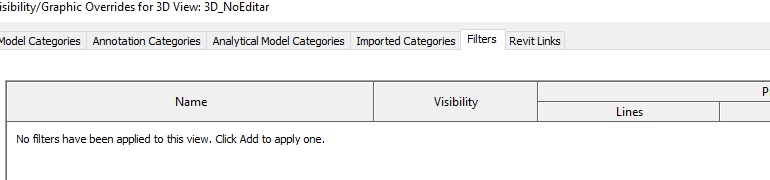 isibility/Graphic Overrides for 3D View: 3D_NoEditar
Model Categories Annotation Categories Analytical Model Categories Imported Categories Filters Revit Links
Name Visibility P
Lines
No filters have been applied to this view. Click Add to apply one.